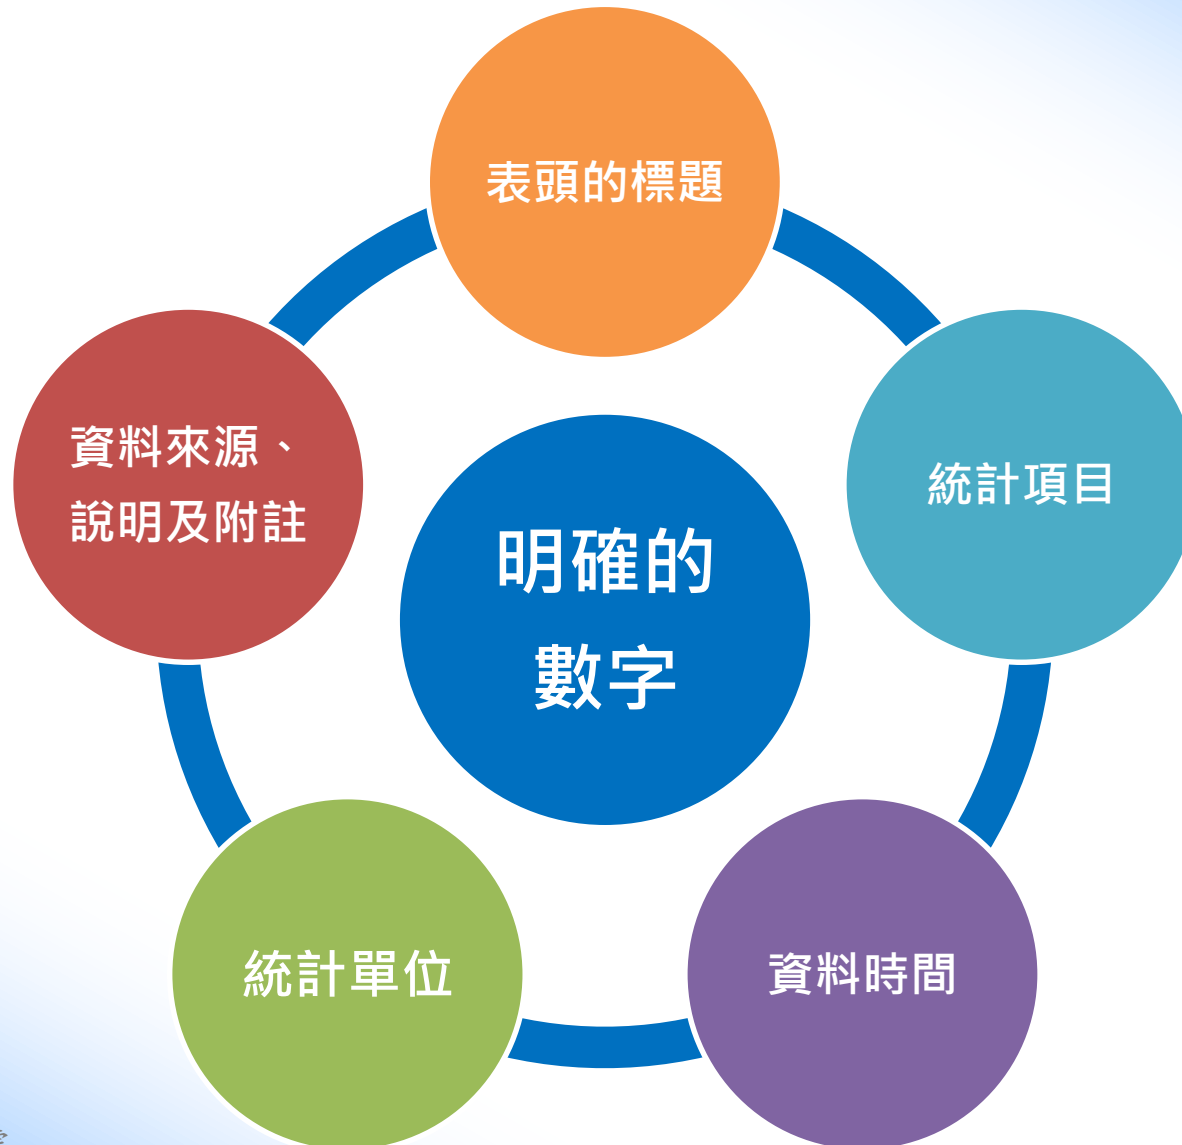 表頭的標題
統計項目
資料時間
統計單位
資料來源、
說明及附註
明確的
數字